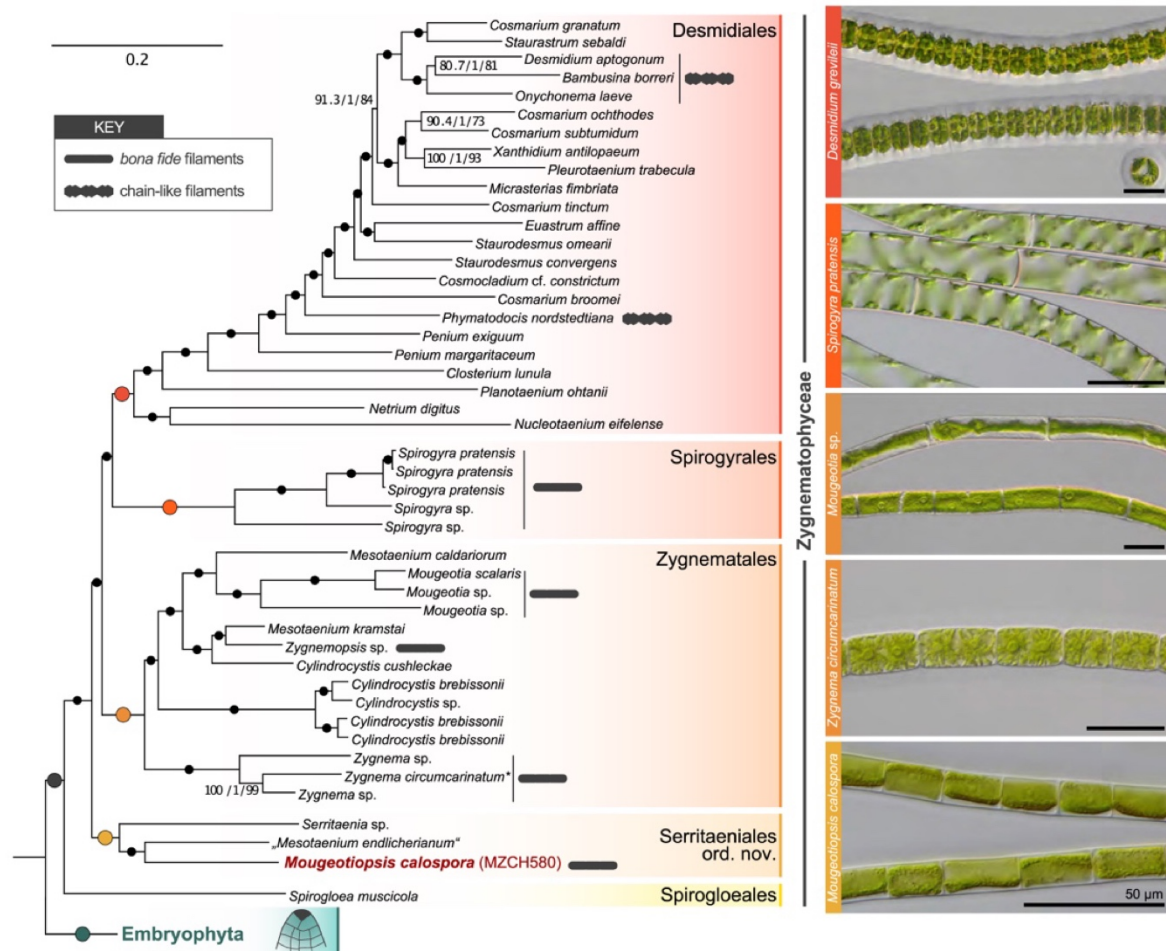 0.2
KEY
bona fide filaments
chain-like filaments
Desmidiales
Cosmarium granatum
Staurastrum sebaldi
Desmidium aptogonum
80.7/1/81
Bambusina borreri
Onychonema laeve
91.3/1/84
Cosmarium ochthodes
90.4/1/73
Cosmarium subtumidum
Xanthidium antilopaeum
100/1/93
Pleurotaenium trabecula
Micrasterias fimbriata
Cosmarium tinctum
Euastrum affine
Staurodesmus omearii
Staurodesmus convergens
Cosmocladium cf. constrictum
Cosmarium broomei
Phymatodocis nordstedtiana
Penium exiguum
Penium margaritaceum
Closterium lunula
Planotaenium ohtanii
Netrium digitus
Nucleotaenium eifelense
Spirogyrales
Spirogyra pratensis
Spirogyra pratensis
Spirogyra pratensis
Spirogyra sp.
Spirogyra sp.
Zygnematales
Mesotaenium caldariorum
Mougeotia scalaris
Mougeotia sp.
Mougeotia sp.
Mesotaenium kramstai
Zygnemopsis sp.
Cylindrocystis cushleckae
Cylindrocystis brebissonii
Cylindrocystis sp.
Cylindrocystis brebissonii
Cylindrocystis brebissonii
Zygnema sp.
Zygnema circumcarinatum*
100/1/99
Zygnema sp.
Serritaeniales
ord. nov.
Serritaenia sp.
„Mesotaenium endlicherianum“
Mougeotiopsis calospora (MZCH580)
Spirogloea muscicola
Spirogloeales
Embryophyta
Zygnematophyceae
Desmidium grevileii
Spirogyra pratensis
Mougeotia sp.
Zygnema circumcarinatum
Mougeotiopsis calospora
50 µm